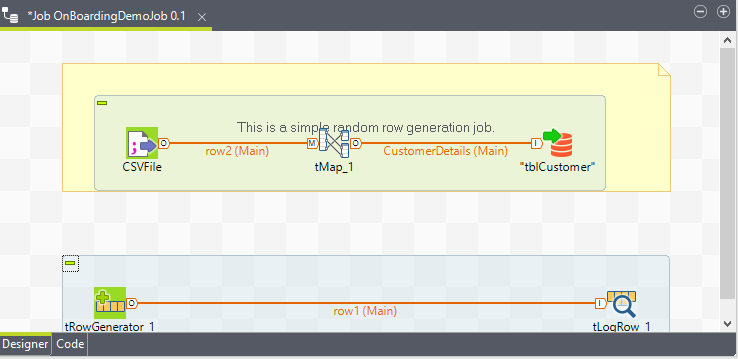 *Job OnBoardingDemoJob 0.1
This is a simple random row generation job.
O
row2 (Main)
M
O
CustomerDetails (Main)
I
CSVFile
tMap_1
"tblCustomer"
O
row1 (Main)
I
tRowGenerator_1
tLogRow_1
Designer
Code